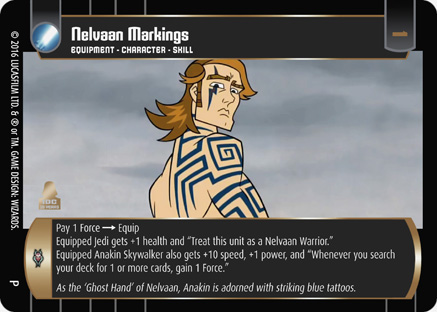 Nelvaan Markings
EQUIPMENT - CHARACTER - SKILL
© 2016 LUCASFILM LTD. & ® or TM. GAME DESIGN: WIZARDS.
Pay 1 Force → Equip
Equipped Jedi gets +1 health and “Treat this unit as a Nelvaan Warrior.”
Equipped Anakin Skywalker also gets +10 speed, +1 power, and “Whenever you search
your deck for 1 or more cards, gain 1 Force.”
As the ‘Ghost Hand’ of Nelvaan, Anakin is adorned with striking blue tattoos.
P